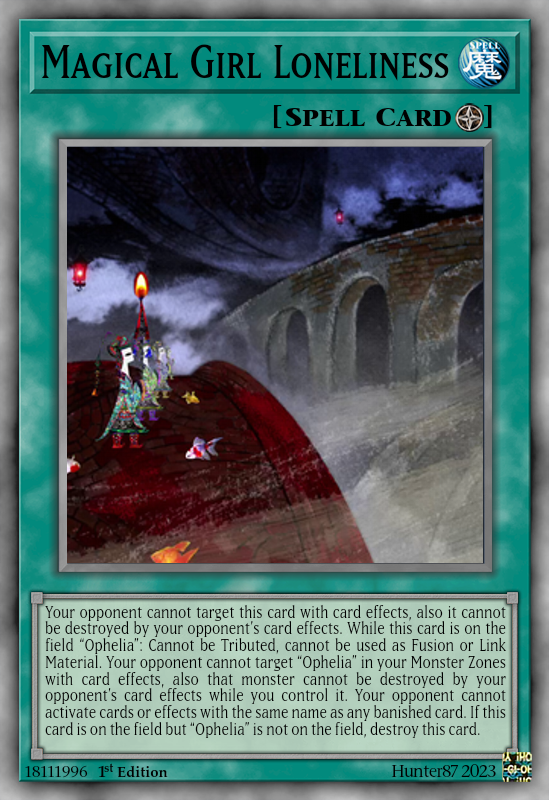 MAGICAL GIRL LONELINESS
SPELL
魔
[SPELL CARD]
Your opponent cannot target this card with card effects, also it cannot
be destroyed by your opponent's card effects. While this card is on the
field “Ophelia”: Cannot be Tributed, cannot be used as Fusion or Link
Material. Your opponent cannot target “Ophelia” in your Monster Zones
with card effects, also that monster cannot be destroyed by your
opponent's card effects while you control it. Your opponent cannot
activate cards or effects with the same name as any banished card. If this
card is on the field but “Ophelia” is not on the field, destroy this card.
18111996 1st Edition
Hunter87 2023